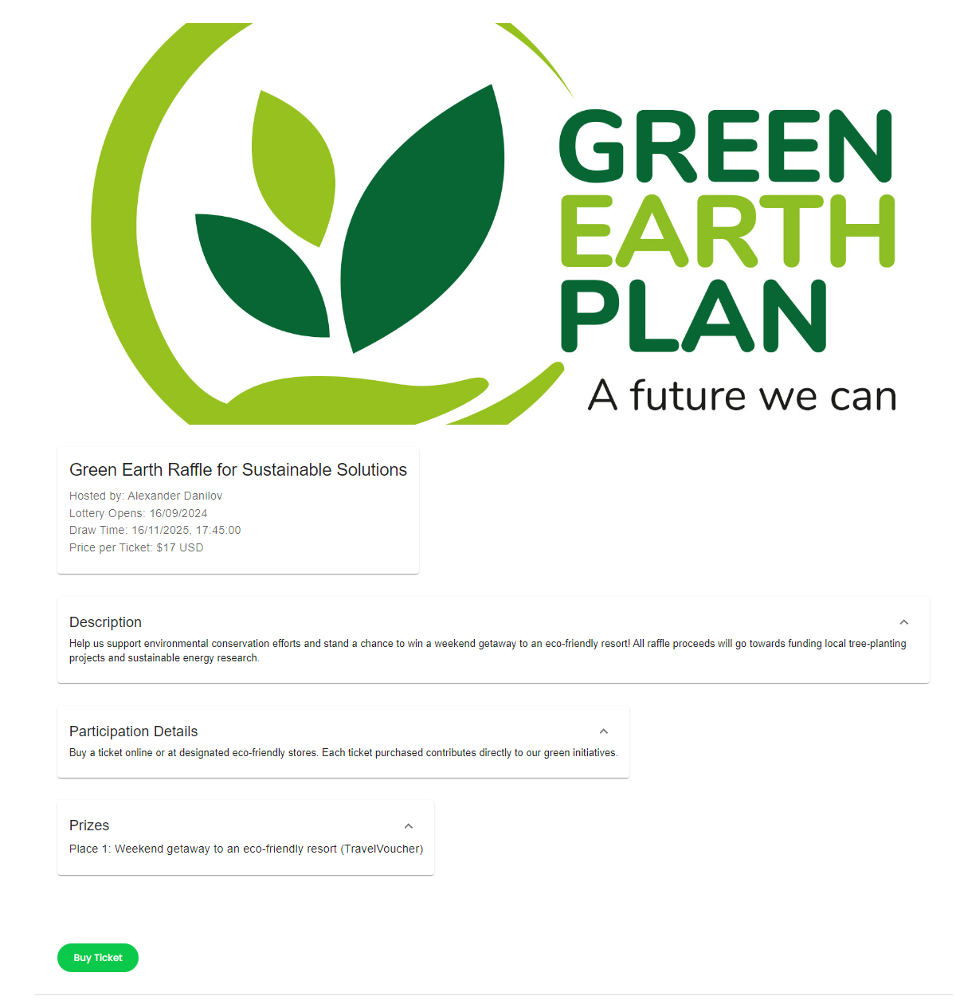 GREEN
EARTH
PLAN
A future we can
Green Earth Raffle for Sustainable Solutions
Hosted by: Alexander Danilov
Lottery Opens: 16/09/2024
Draw Time: 16/11/2025, 17:45:00
Price per Ticket: $17 USD
Description
Help us support environmental conservation efforts and stand a chance to win a weekend getaway to an eco-friendly resort! All raffle proceeds will go towards funding local tree-planting
projects and sustainable energy research.
Participation Details
Buy a ticket online or at designated eco-friendly stores. Each ticket purchased contributes directly to our green initiatives.
Prizes
Place 1: Weekend getaway to an eco-friendly resort (TravelVoucher)
Buy Ticket